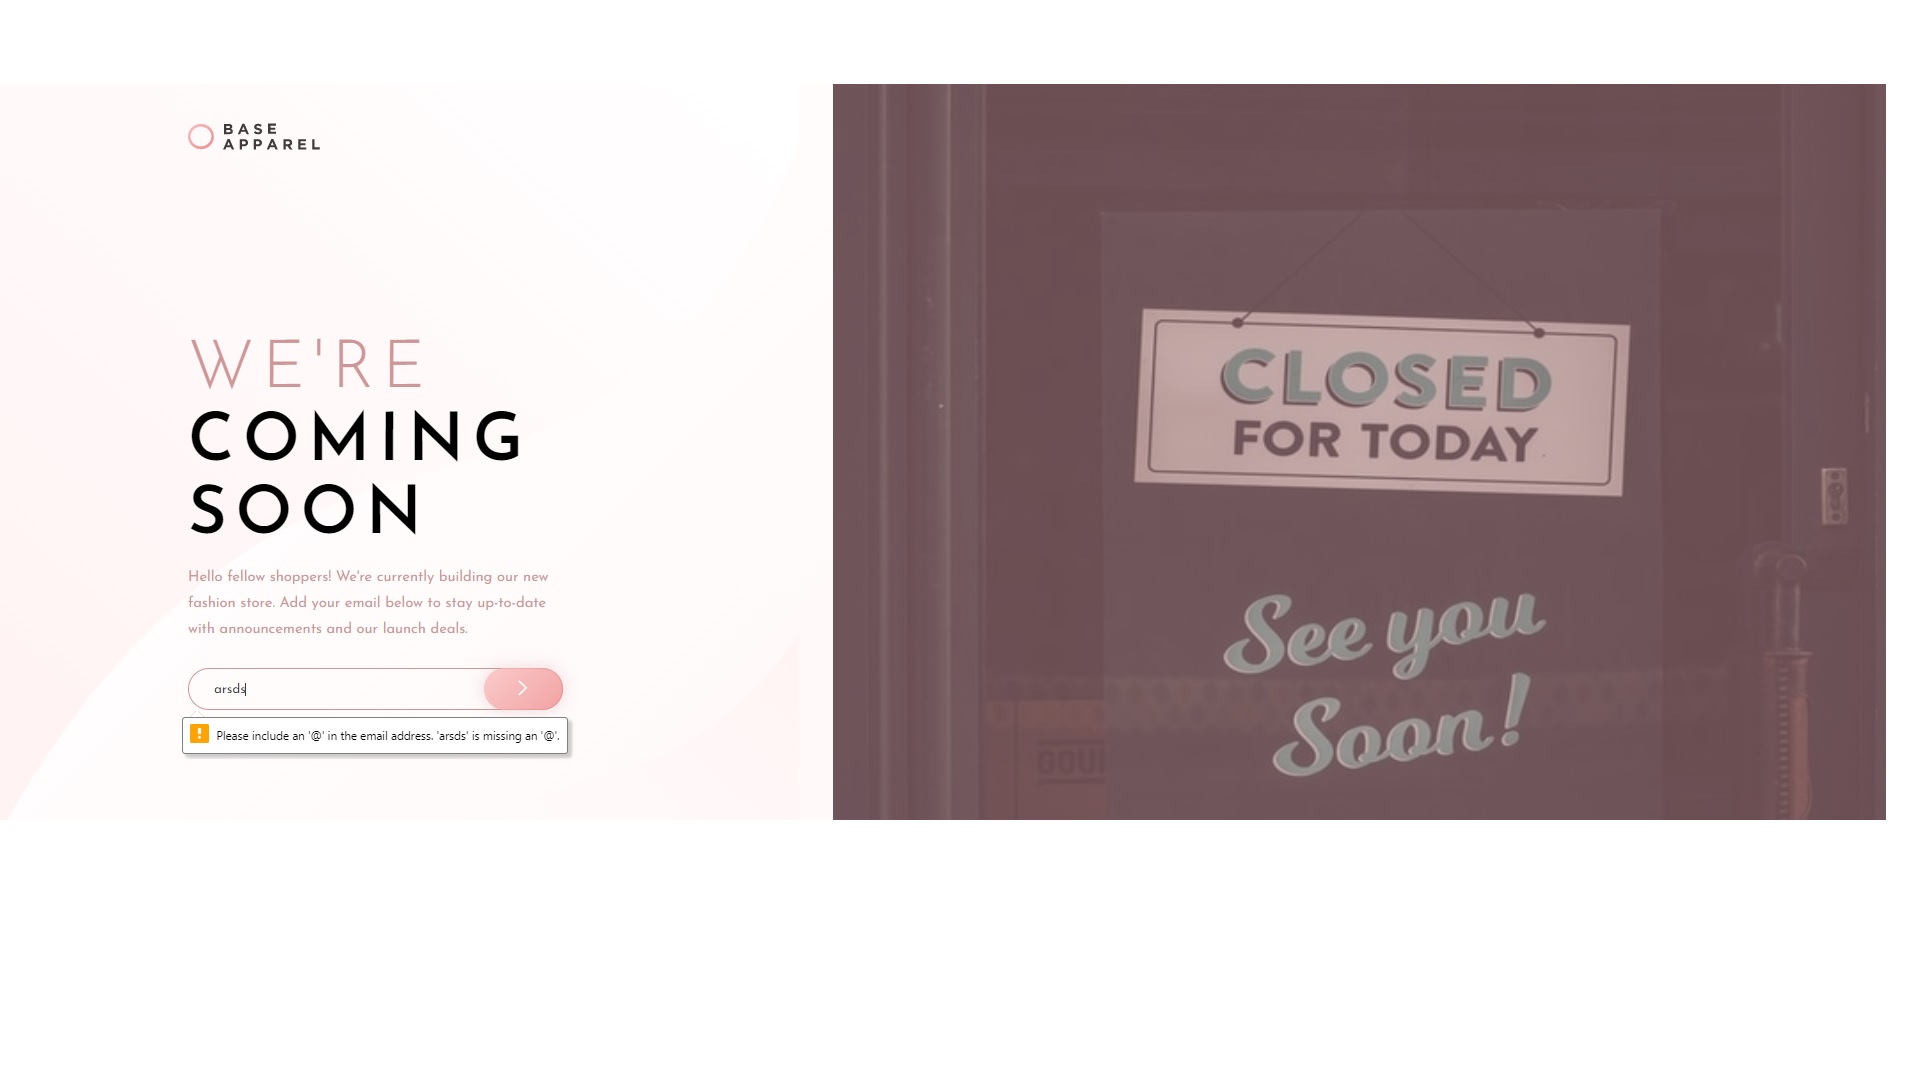 BASE
APPAREL
WE'RE
COMING
SOON
Hello fellow shoppers! We're currently building our new
fashion store. Add your email below to stay up-to-date
with announcements and our launch deals.
arsds
Please include an '@' in the email address. 'arsds' is missing an '@'.
CLOSED
FOR TODAY
See you
Soon!